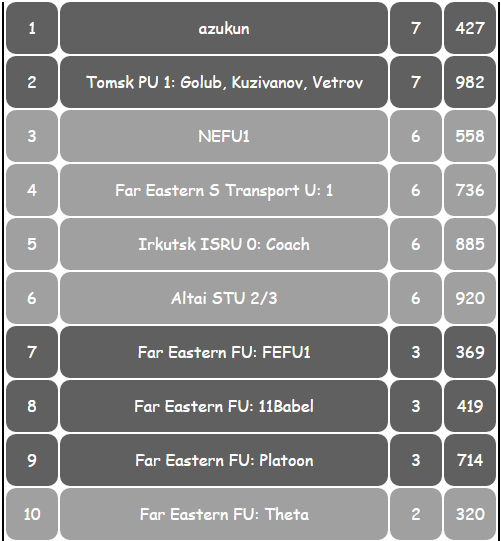 1 azukun 7 427
2 Tomsk PU 1: Golub, Kuzivanov, Vetrov 7 982
3 NEFU1 6 558
4 Far Eastern S Transport U: 1 6 736
5 Irkutsk ISRU 0: Coach 6 885
6 Altai STU 2/3 6 920
7 Far Eastern FU: FEFU1 3 369
8 Far Eastern FU: 11Babel 3 419
9 Far Eastern FU: Platoon 3 714
10 Far Eastern FU: Theta 2 320